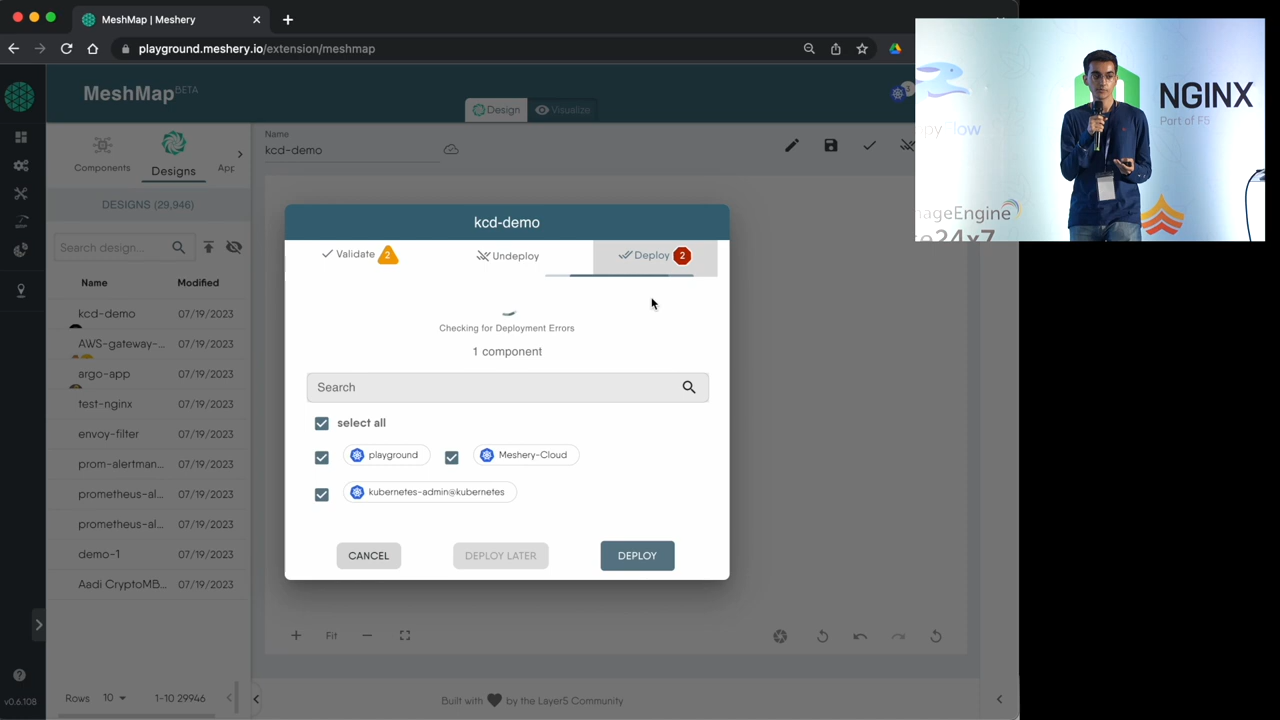 MeshMap | Meshery
playground.meshery.io/extension/meshmap
MeshMap BETA
Design
Visualize
Components
Designs
App
Name
kcd-demo
DESIGNS (29,946)
Search design...
Name Modified
kcd-demo 07/19/2023
AWS-gateway-... 07/19/2023
argo-app 07/19/2023
test-nginx 07/19/2023
envoy-filter 07/19/2023
prom-alertman... 07/19/2023
prometheus-al... 07/19/2023
prometheus-al... 07/19/2023
demo-1 07/19/2023
Aadi CryptoMB... 07/19/2023
kcd-demo
Validate 2
Undeploy
Deploy 2
Checking for Deployment Errors
1 component
Search
select all
playground
Meshery-Cloud
kubernetes-admin@kubernetes
CANCEL
DEPLOY LATER
DEPLOY
Fit
v0.6.108
Rows 10 1-10 29946
Built with by the Layer5 Community
NGINX
Part of F5
pyFlow
nageEngine
e24x7